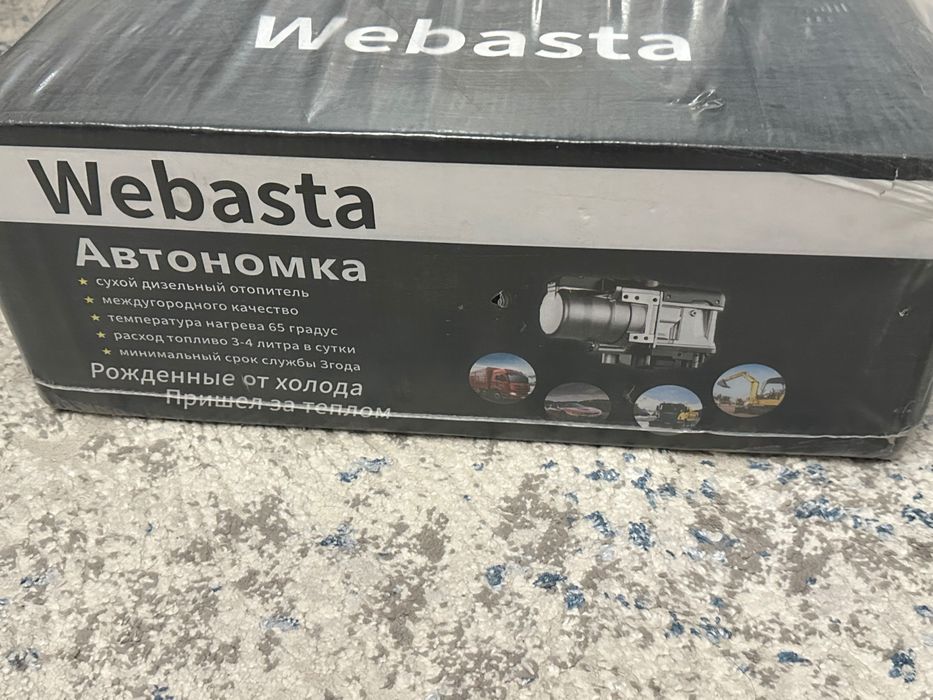 Webasta
Webasta
Автономка
сухой дизельный отопитель
междугородного качество
температура нагрева 65 градус
расход топливо 3-4 литра в сутки
минимальный срок службы 3года
Рожденные от холода
Пришел за теплом